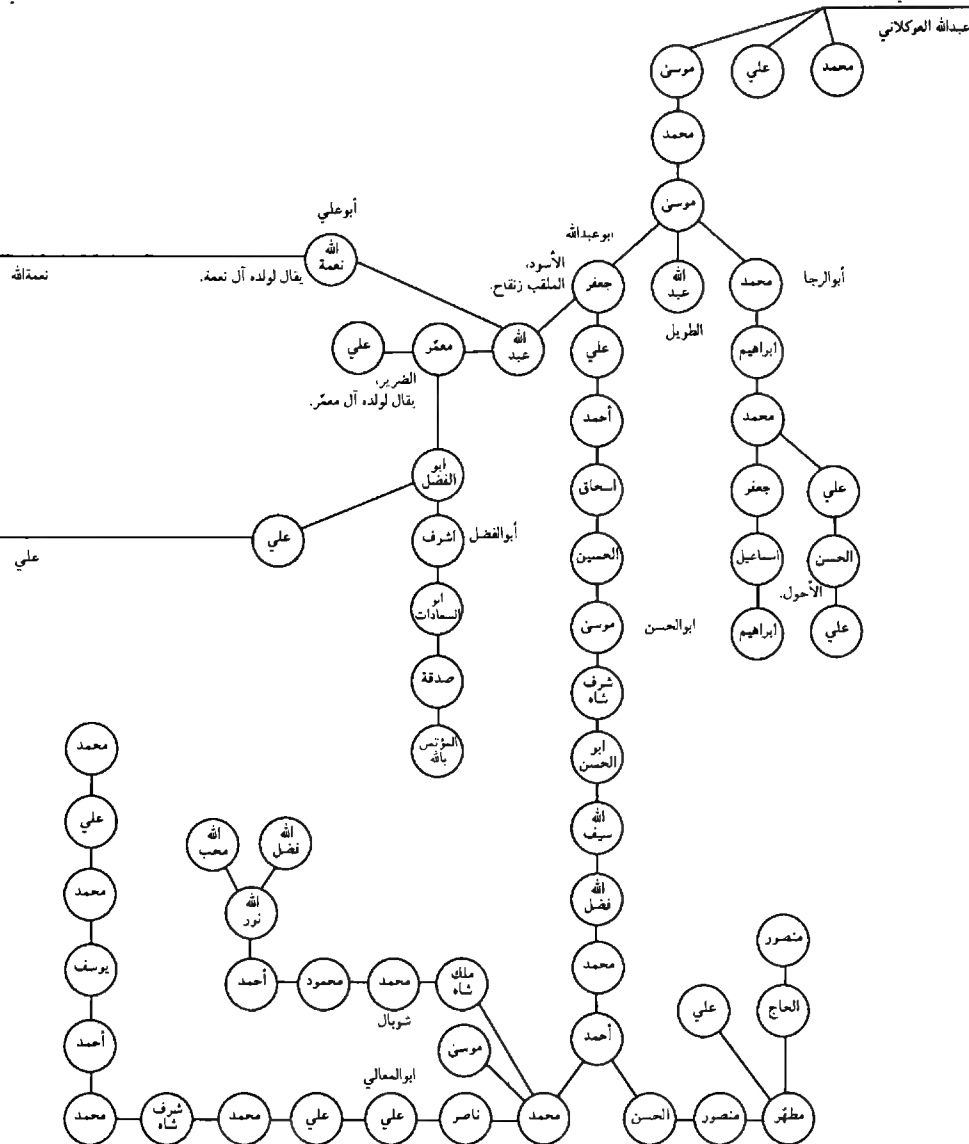 عبدالله العوكلاني
محمد
علي
موسى
محمد
موسى
أبوعلي
ابوعبدالله
الله
نعمة
نعمةالله
يقال لولده آل نعمة.
الأسود،
الملقب زنقاح.
جعفر
الله
عبد
الطويل
محمد
أبوالرجا
علي
معمّر
الله
عبد
علي
ابراهيم
الضرير،
يقال لولده آل معمّر.
أحمد
محمد
ابو
الفضل
اسحاق
جعفر
علي
علي
علي
اشرف
أبوالفضل
الحسين
اسماعيل
الحسن
الأحول.
ابو
السعادات
موسى
ابوالحسن
ابراهيم
علي
صدقة
شرف
شاه
المؤتمن
بالله
ابو
الحسن
محمد
علي
الله
محب
الله
فضل
الله
سيف
محمد
الله
نور
الله
فضل
منصور
يوسف
أحمد
محمود
محمد
شوبال
ملك
شاه
محمد
علي
الحاج
أحمد
موسى
أحمد
ابوالمعالي
محمد
شرف
شاه
محمد
علي
علي
ناصر
محمد
الحسن
منصور
مطهّر